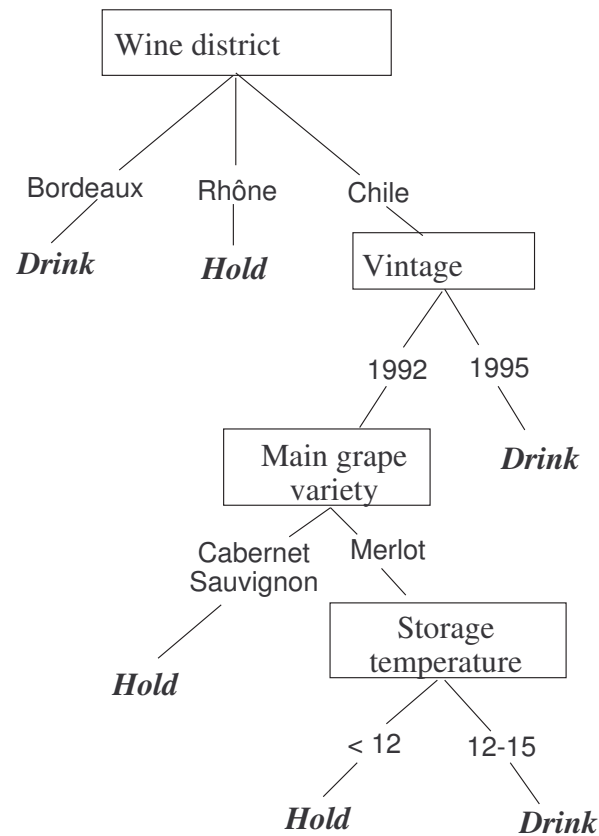 Wine district
Bordeaux
Rhône
Chile
Drink
Hold
Vintage
1992
1995
Main grape
variety
Drink
Cabernet
Sauvignon
Merlot
Storage
temperature
Hold
< 12
12-15
Hold
Drink